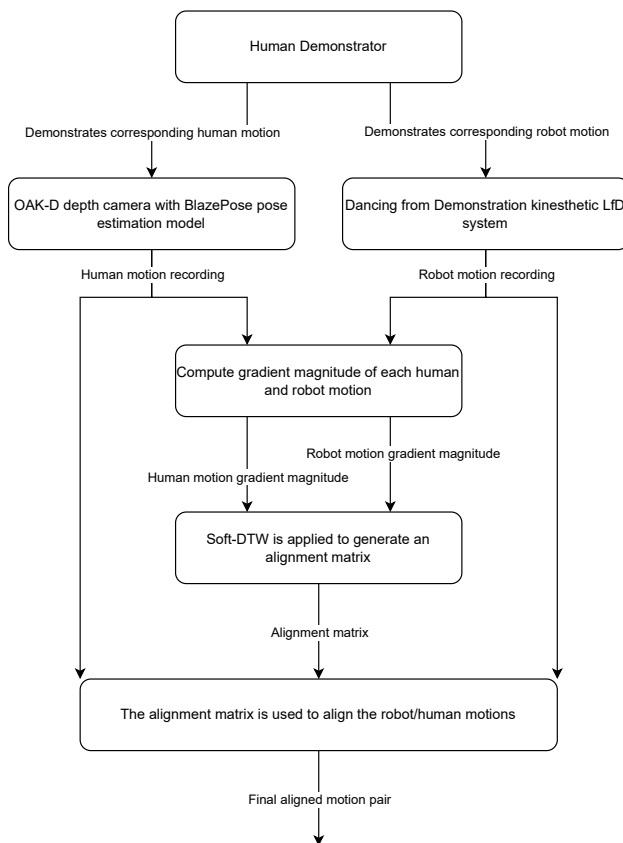 Human Demonstrator
Demonstrates corresponding human motion
Demonstrates corresponding robot motion
OAK-D depth camera with BlazePose pose
estimation model
Dancing from Demonstration kinesthetic LfD
system
Human motion recording
Robot motion recording
Compute gradient magnitude of each human
and robot motion
Robot motion gradient magnitude
Human motion gradient magnitude
Soft-DTW is applied to generate an
alignment matrix
Alignment matrix
The alignment matrix is used to align the robot/human motions
Final aligned motion pair